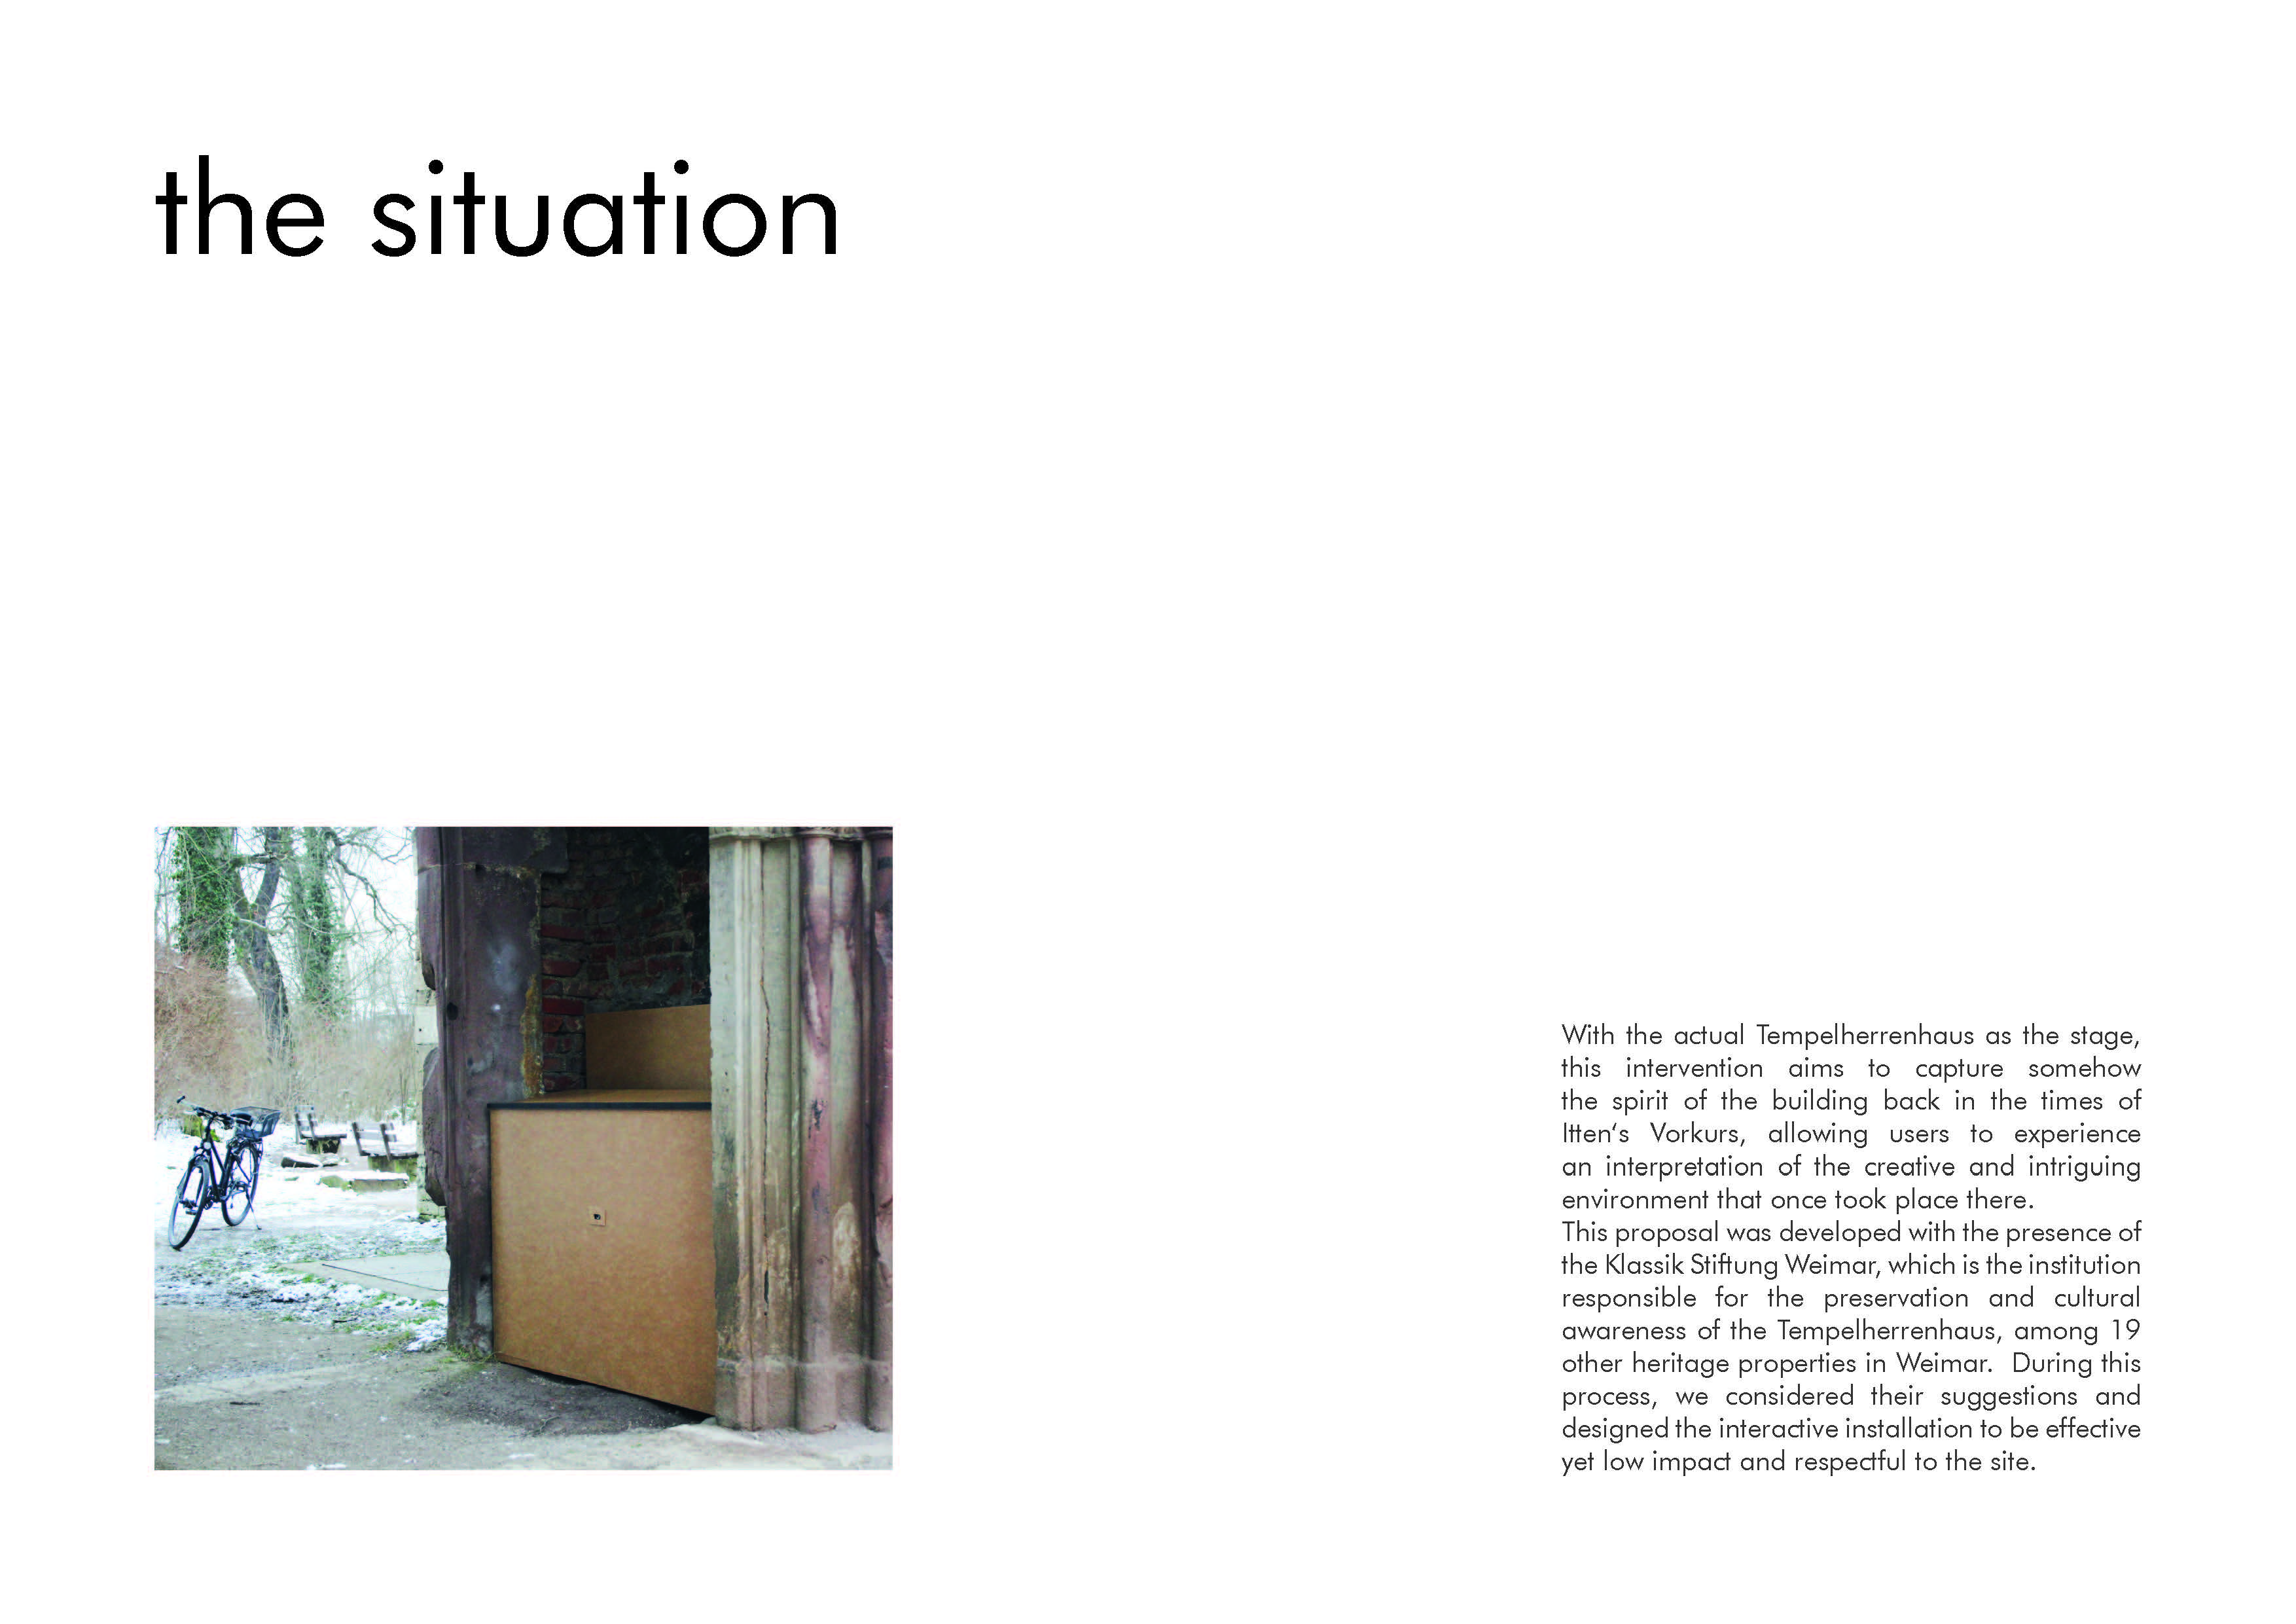 the situation
With the actual Tempelherrenhaus as the stage,
this intervention aims to capture somehow
the spirit of the building back in the times of
Itten‘s Vorkurs, allowing users to experience
an interpretation of the creative and intriguing
environment that once took place there.
This proposal was developed with the presence of
the Klassik Stiftung Weimar, which is the institution
responsible for the preservation and cultural
awareness of the Tempelherrenhaus, among 19
other heritage properties in Weimar.  During this
process, we considered their suggestions and
designed the interactive installation to be effective
yet low impact and respectful to the site.